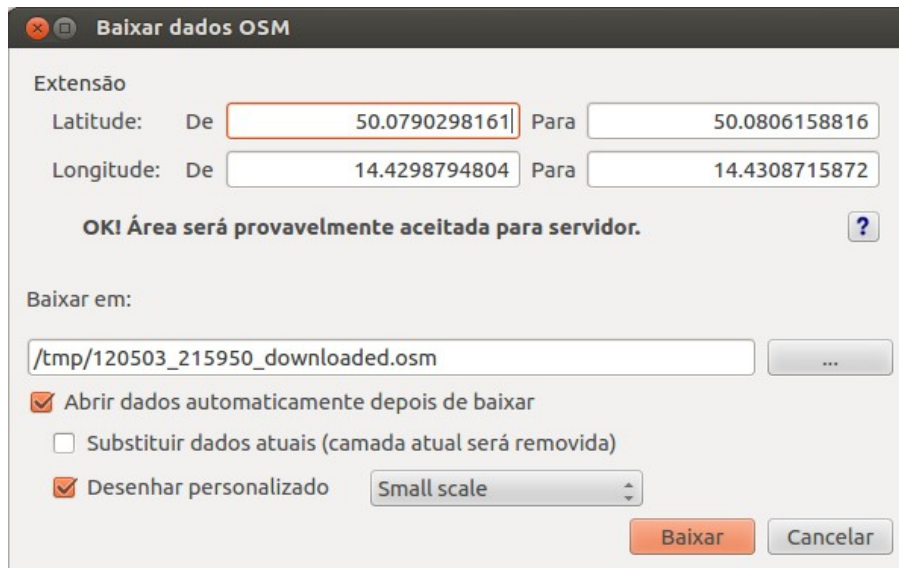 Baixar dados OSM
Extensão
Latitude: De 50.0790298161 Para 50.0806158816
Longitude: De 14.4298794804 Para 14.4308715872
OK! Área será provavelmente aceitada para servidor. ?
Baixar em:
/tmp/120503_215950_downloaded.osm ...
Abrir dados automaticamente depois de baixar
Substituir dados atuais (camada atual será removida)
Desenhar personalizado Small scale
Baixar Cancelar